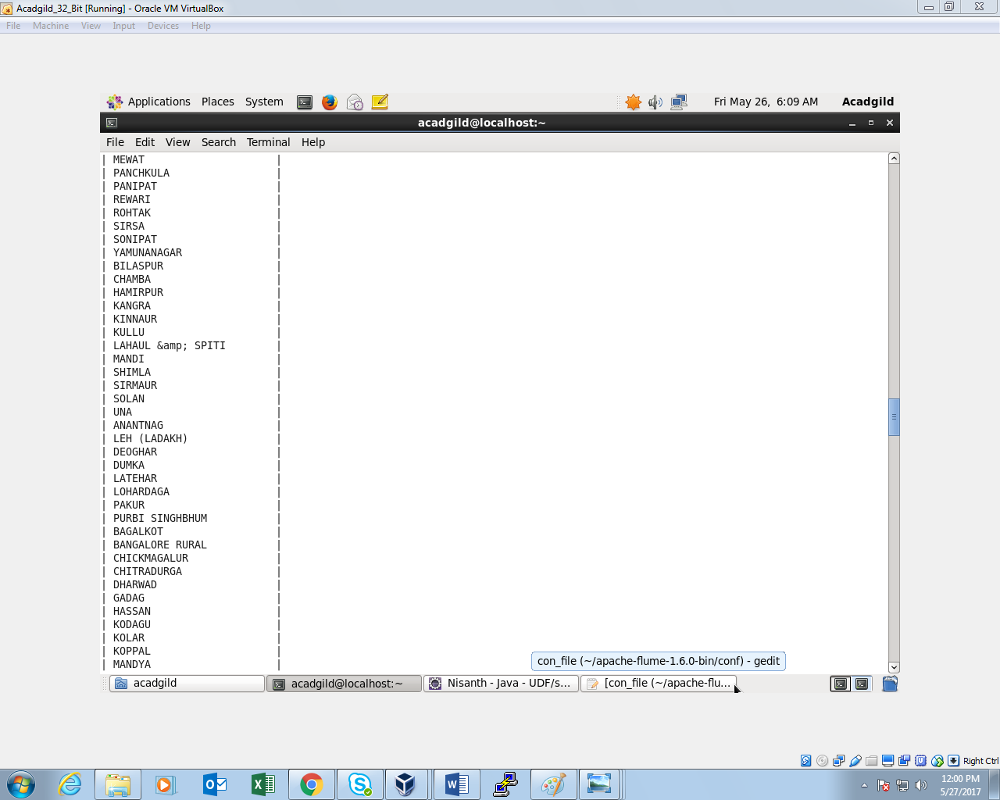 Acadgild_32_Bit [Running] - Oracle VM VirtualBox
File Machine View Input Devices Help
Applications Places System Fri May 26, 6:09 AM Acadgild
acadgild@localhost:~
File Edit View Search Terminal Help
| MEWAT |
| PANCHKULA |
| PANIPAT |
| REWARI |
| ROHTAK |
| SIRSA |
| SONIPAT |
| YAMUNANAGAR |
| BILASPUR |
| CHAMBA |
| HAMIRPUR |
| KANGRA |
| KINNAUR |
| KULLU |
| LAHAUL &amp; SPITI |
| MANDI |
| SHIMLA |
| SIRMAUR |
| SOLAN |
| UNA |
| ANANTNAG |
| LEH (LADAKH) |
| DEOGHAR |
| DUMKA |
| LATEHAR |
| LOHARDAGA |
| PAKUR |
| PURBI SINGHBHUM |
| BAGALKOT |
| BANGALORE RURAL |
| CHICKMAGALUR |
| CHITRADURGA |
| DHARWAD |
| GADAG |
| HASSAN |
| KODAGU |
| KOLAR |
| KOPPAL |
| MANDYA |
con_file (~/apache-flume-1.6.0-bin/conf) - gedit
acadgild acadgild@localhost:~ Nisanth - Java - UDF/s... [con_file (~/apache-flu...
Right Ctrl
12:00 PM
5/27/2017